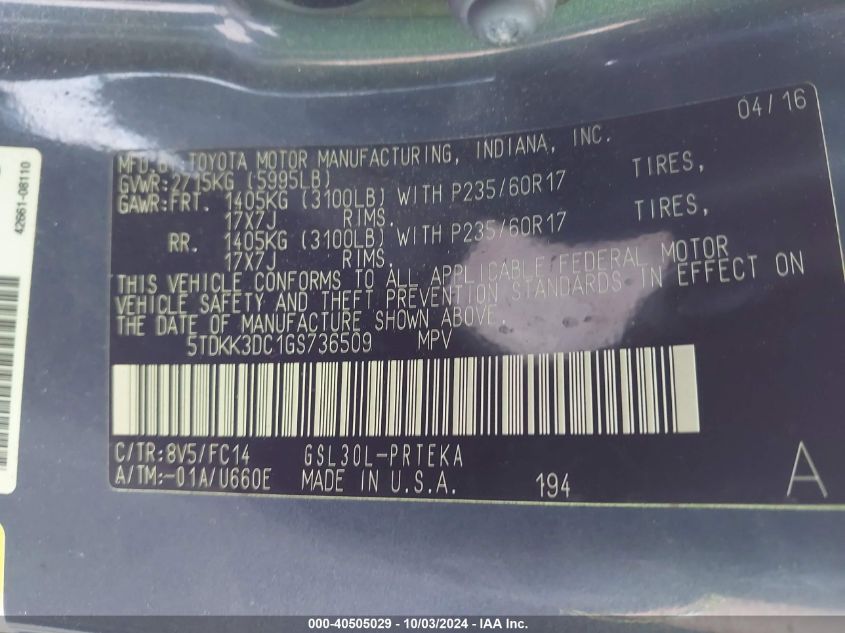 04/16
MFD.BY TOYOTA MOTOR MANUFACTURING, INDIANA, INC.
GVWR:2715KG (5995LB)
GAWR:FRT. 1405KG (3100LB) WITH P235/60R17 TIRES,
17X7J RIMS.
RR. 1405KG (3100LB) WITH P235/60R17 TIRES,
17X7J RIMS.
THIS VEHICLE CONFORMS TO ALL APPLICABLE FEDERAL MOTOR
VEHICLE SAFETY AND THEFT PREVENTION STANDARDS IN EFFECT ON
THE DATE OF MANUFACTURE SHOWN ABOVE.
5TDKK3DC1GS736509 MPV
C/TR:8V5/FC14 GSL30L-PRTEKA
A/TM:-01A/U660E MADE IN U.S.A. 194 A
42661-08110
000-40505029 - 10/03/2024 - IAA Inc.